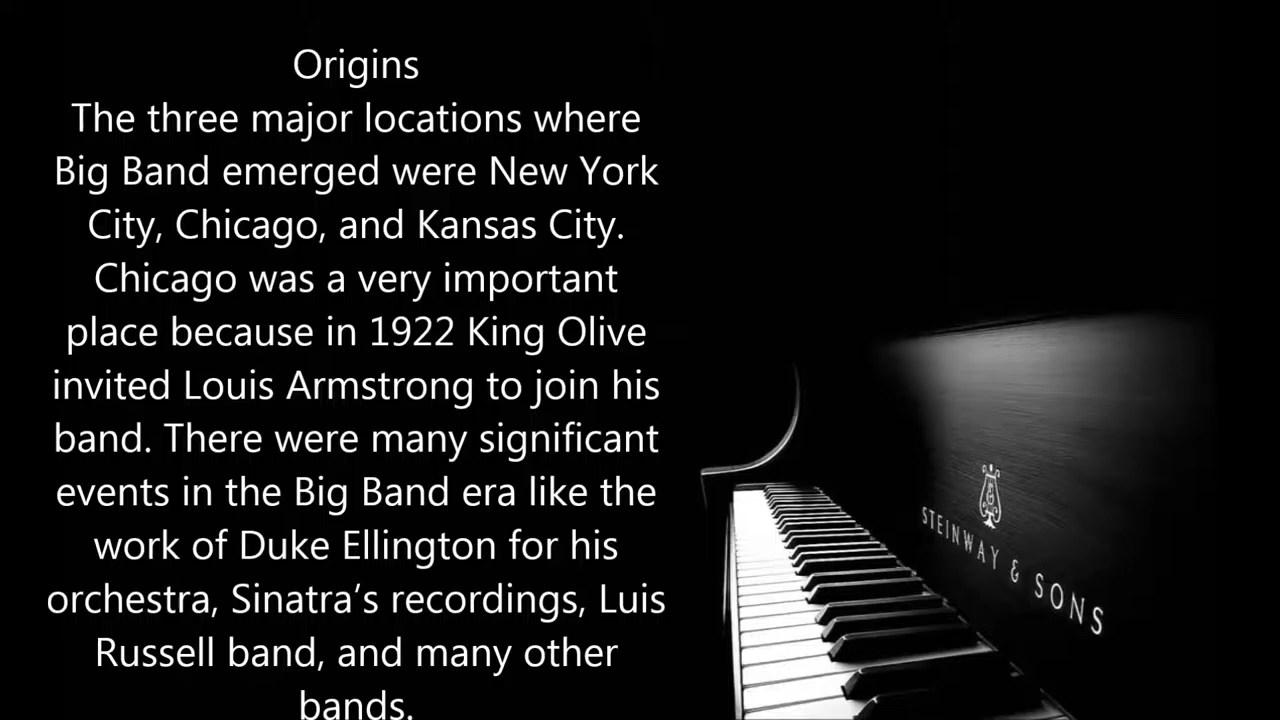 Origins
The three major locations where
Big Band emerged were New York
City, Chicago, and Kansas City.
Chicago was a very important
place because in 1922 King Olive
invited Louis Armstrong to join his
band. There were many significant
events in the Big Band era like the
work of Duke Ellington for his
orchestra, Sinatra’s recordings, Luis
Russell band, and many other
bands.
STEINWAY & SONS